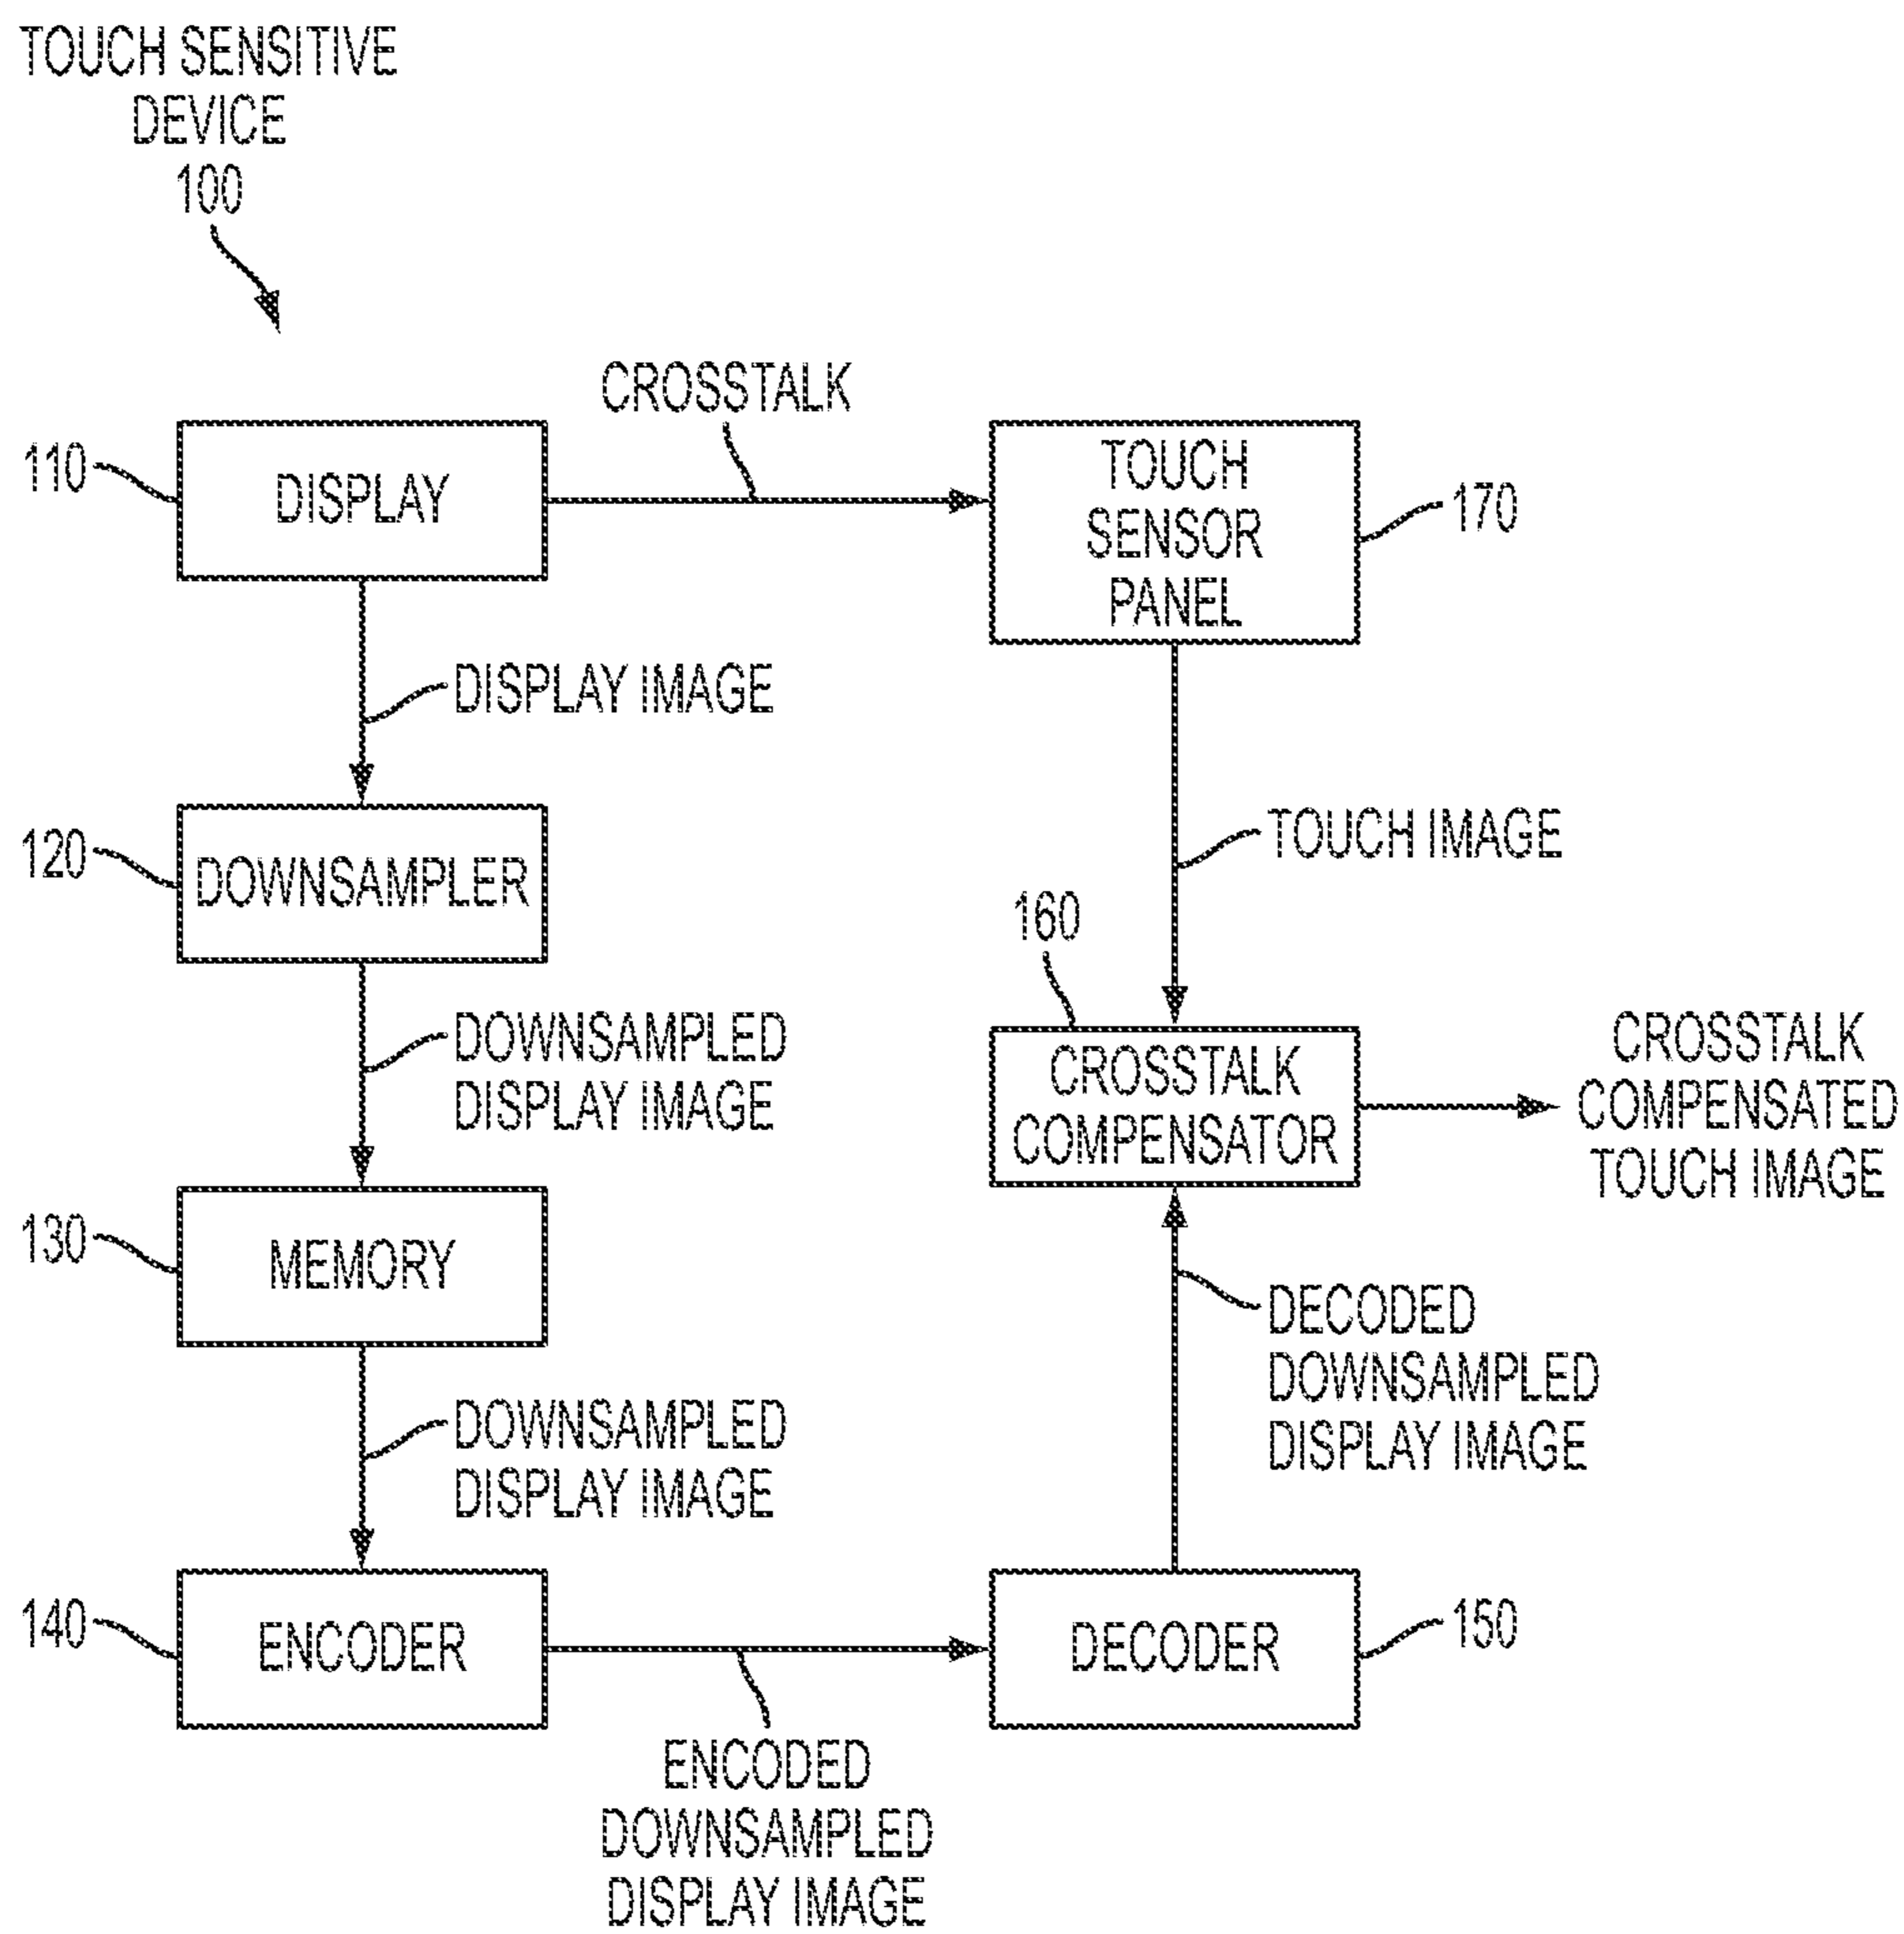 TOUCH SENSITIVE
DEVICE
100
CROSSTALK
110
DISPLAY
TOUCH
SENSOR
PANEL
170
DISPLAY IMAGE
120
DOWNSAMPLER
TOUCH IMAGE
160
DOWNSAMPLED
DISPLAY IMAGE
CROSSTALK
COMPENSATOR
CROSSTALK
COMPENSATED
TOUCH IMAGE
130
MEMORY
DECODED
DOWNSAMPLED
DISPLAY IMAGE
DOWNSAMPLED
DISPLAY IMAGE
140
ENCODER
DECODER
150
ENCODED
DOWNSAMPLED
DISPLAY IMAGE